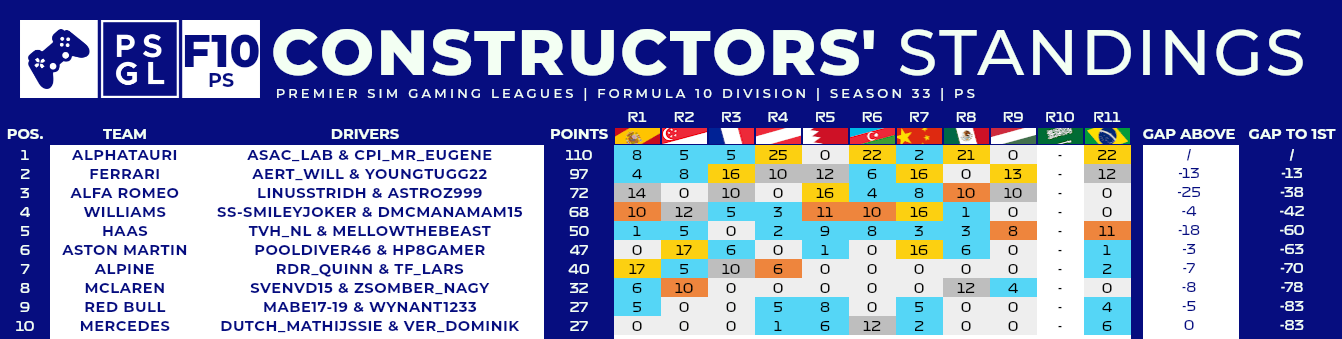 PS GL F10 PS CONSTRUCTORS' STANDINGS
PREMIER SIM GAMING LEAGUES | FORMULA 10 DIVISION | SEASON 33 | PS
R1 R2 R3 R4 R5 R6 R7 R8 R9 R10 R11
POS. TEAM DRIVERS POINTS GAP ABOVE GAP TO 1ST
1 ALPHATAURI ASAC_LAB & CPI_MR_EUGENE 110 8 5 5 25 0 22 2 21 0 - 22 / /
2 FERRARI AERT_WILL & YOUNGTUGG22 97 4 8 16 10 12 6 16 0 13 - 12 -13 -13
3 ALFA ROMEO LINUSSTRIDH & ASTROZ999 72 14 0 10 0 16 4 8 10 10 - 0 -25 -38
4 WILLIAMS SS-SMILEYJOKER & DMCMANAMAM15 68 10 12 5 3 11 10 16 1 0 - 0 -4 -42
5 HAAS TVH_NL & MELLOWTHEBEAST 50 1 5 0 2 9 8 3 3 8 - 11 -18 -60
6 ASTON MARTIN POOLDIVER46 & HP8GAMER 47 0 17 6 0 1 0 16 6 0 - 1 -3 -63
7 ALPINE RDR_QUINN & TF_LARS 40 17 5 10 6 0 0 0 0 0 - 2 -7 -70
8 MCLAREN SVENVD15 & ZSOMBER_NAGY 32 6 10 0 0 0 0 0 12 4 - 0 -8 -78
9 RED BULL MABE17-19 & WYNANT1233 27 5 0 0 5 8 0 5 0 0 - 4 -5 -83
10 MERCEDES DUTCH_MATHIJSSIE & VER_DOMINIK 27 0 0 0 1 6 12 2 0 0 - 6 0 -83